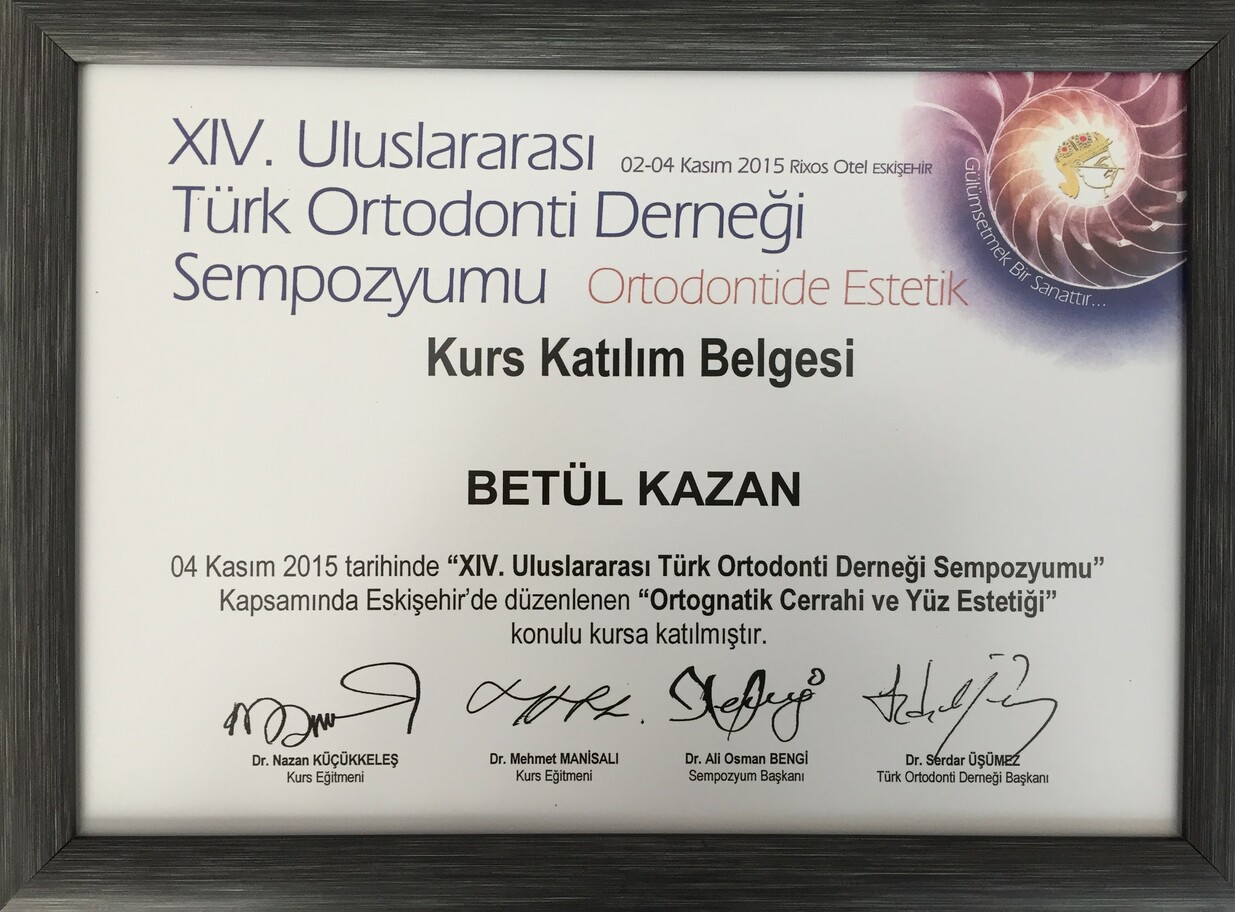 XIV. Uluslararası
02-04 Kasım 2015 Rixos Otel ESKİŞEHİR
Türk Ortodonti Derneği
Sempozyumu Ortodontide Estetik
Gülümsetmek Bir Sanattır...
Kurs Katılım Belgesi
BETÜL KAZAN
04 Kasım 2015 tarihinde “XIV. Uluslararası Türk Ortodonti Derneği Sempozyumu”
Kapsamında Eskişehir’de düzenlenen “Ortognatik Cerrahi ve Yüz Estetiği”
konulu kursa katılmıştır.
Dr. Nazan KÜÇÜKKELEŞ
Kurs Eğitmeni
Dr. Mehmet MANİSALI
Kurs Eğitmeni
Dr. Ali Osman BENGİ
Sempozyum Başkanı
Dr. Serdar ÜŞÜMEZ
Türk Ortodonti Derneği Başkanı